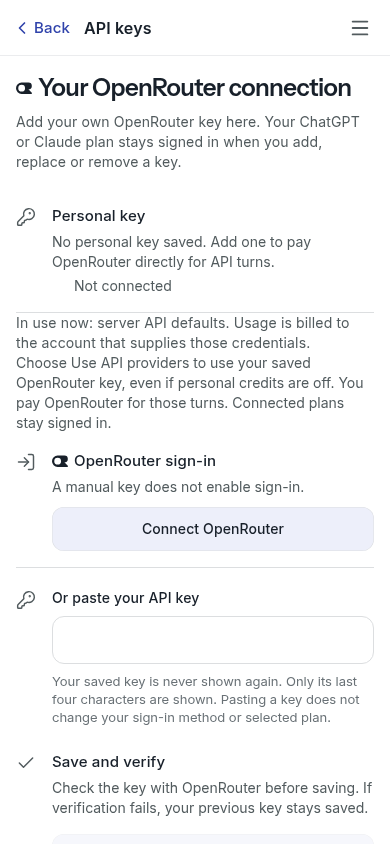 Back API keys
Your OpenRouter connection
Add your own OpenRouter key here. Your ChatGPT
or Claude plan stays signed in when you add,
replace or remove a key.
Personal key
No personal key saved. Add one to pay
OpenRouter directly for API turns.
Not connected
In use now: server API defaults. Usage is billed to
the account that supplies those credentials.
Choose Use API providers to use your saved
OpenRouter key, even if personal credits are off. You
pay OpenRouter for those turns. Connected plans
stay signed in.
OpenRouter sign-in
A manual key does not enable sign-in.
Connect OpenRouter
Or paste your API key
Your saved key is never shown again. Only its last
four characters are shown. Pasting a key does not
change your sign-in method or selected plan.
Save and verify
Check the key with OpenRouter before saving. If
verification fails, your previous key stays saved.